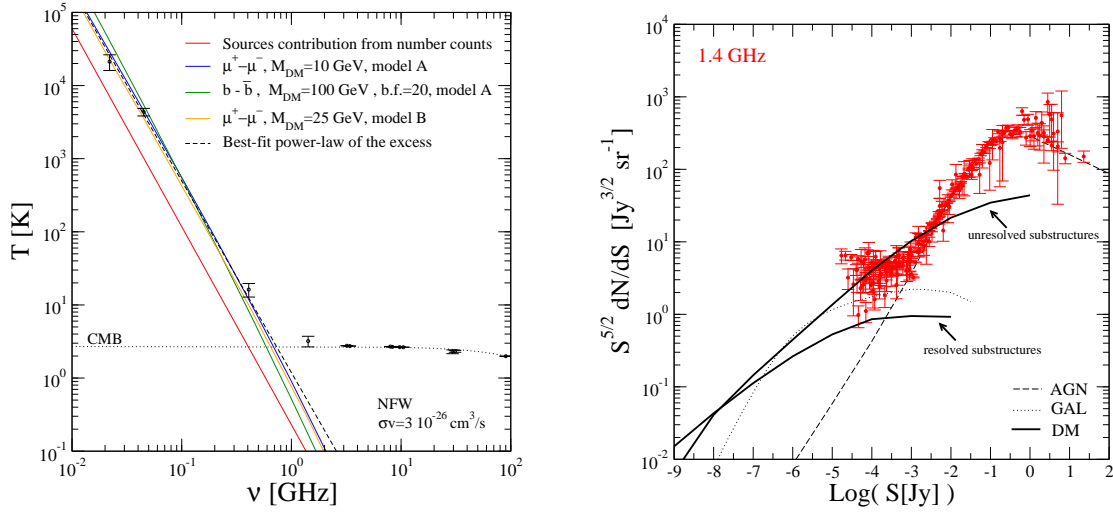 T [K]
10^5
10^4
10^3
10^2
10^1
10^0
10^-1
Sources contribution from number counts
μ^+-μ^-, M_DM=10 GeV, model A
b - b̄ , M_DM=100 GeV , b.f.=20, model A
μ^+-μ^-, M_DM=25 GeV, model B
Best-fit power-law of the excess
CMB
NFW
σv=3 10^-26 cm^3/s
10^-2 10^-1 10^0 10^1 10^2
ν [GHz]
S^5/2 dN/dS [Jy^3/2 sr^-1]
10^4
10^3
10^2
10^1
10^0
10^-1
10^-2
1.4 GHz
unresolved substructures
resolved substructures
AGN
GAL
DM
-9 -8 -7 -6 -5 -4 -3 -2 -1 0 1 2
Log( S[Jy] )